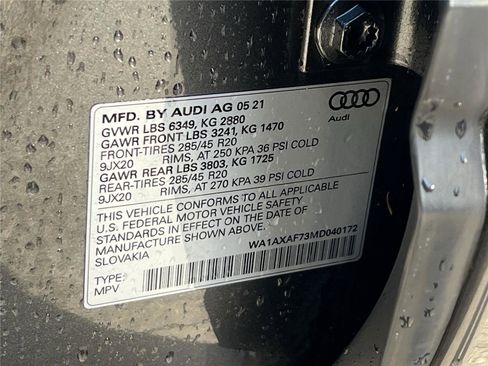 MFD. BY AUDI AG 05 21
GVWR LBS 6349, KG 2880
GAWR FRONT LBS 3241, KG 1470
FRONT-TIRES 285/45 R20
9JX20 RIMS, AT 250 KPA 36 PSI COLD
GAWR REAR LBS 3803, KG 1725
REAR-TIRES 285/45 R20
9JX20 RIMS, AT 270 KPA 39 PSI COLD
THIS VEHICLE CONFORMS TO ALL APPLICABLE
U.S. FEDERAL MOTOR VEHICLE SAFETY
STANDARDS IN EFFECT ON THE DATE OF
MANUFACTURE SHOWN ABOVE.
SLOVAKIA
WA1AXAF73MD040172
TYPE:
MPV
Audi